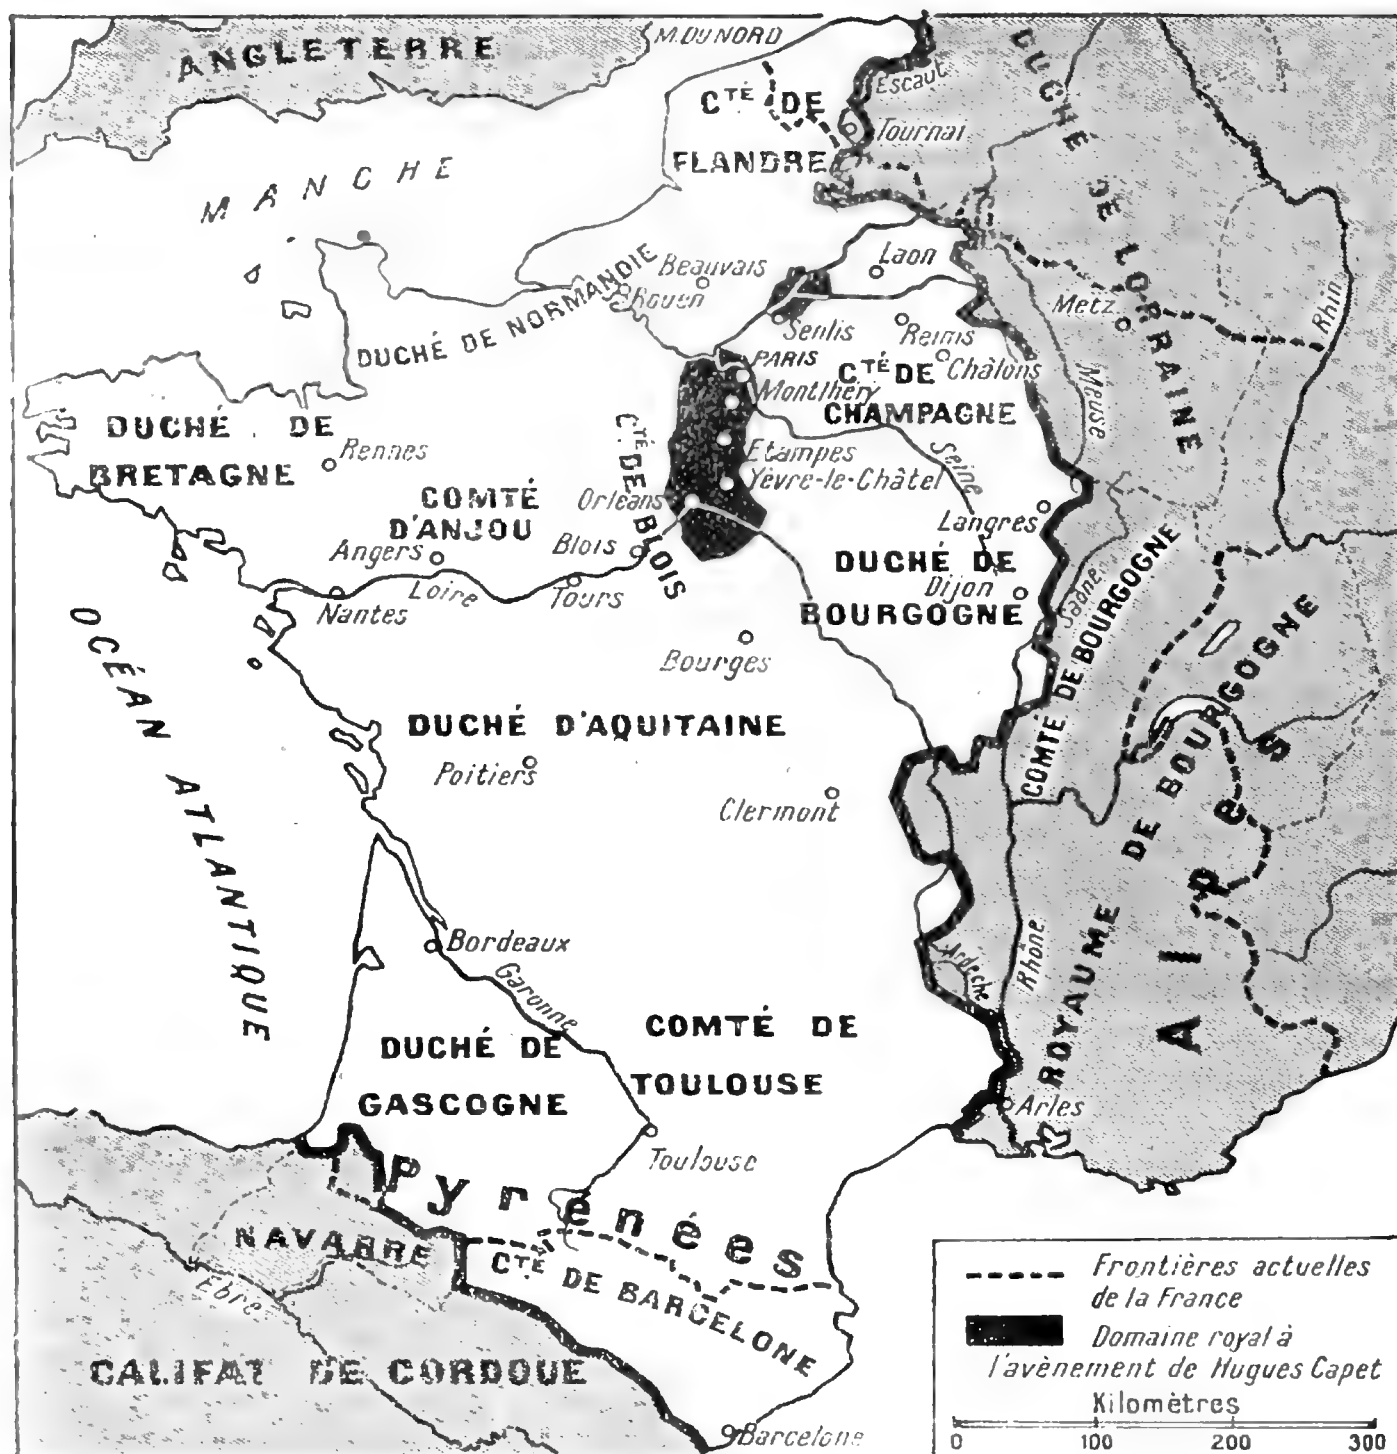 ANGLETERRE
M. DU NORD
Escaut
CTÉ DE
FLANDRE
Tournai
DUCHÉ
DE LORRAINE
MANCHE
Laon
Beauvais
Rouen
DUCHÉ DE NORMANDIE
Senlis
Reims
Metz
Rhin
PARIS
Châlons
Montlhéry
CTÉ DE
CHAMPAGNE
Meuse
DUCHÉ DE
BRETAGNE
Rennes
CTÉ DE BLOIS
Etampes
Yèvre-le-Châtel
Seine
Orléans
COMTÉ
D'ANJOU
Langres
Angers
Blois
Loire
Tours
Nantes
DUCHÉ DE
BOURGOGNE
Dijon
Saône
COMTÉ DE BOURGOGNE
OCÉAN ATLANTIQUE
Bourges
DUCHÉ D'AQUITAINE
Poitiers
Clermont
ROYAUME DE BOURGOGNE
Alpes
Bordeaux
Garonne
Ardèche
Rhône
DUCHÉ DE
GASCOGNE
COMTÉ DE
TOULOUSE
Arles
Toulouse
Pyrénées
NAVARRE
CTÉ DE BARCELONE
Ebre
CALIFAT DE CORDOUE
Barcelone
Frontières actuelles
de la France
Domaine royal à
l'avènement de Hugues Capet
Kilomètres
0 100 200 300